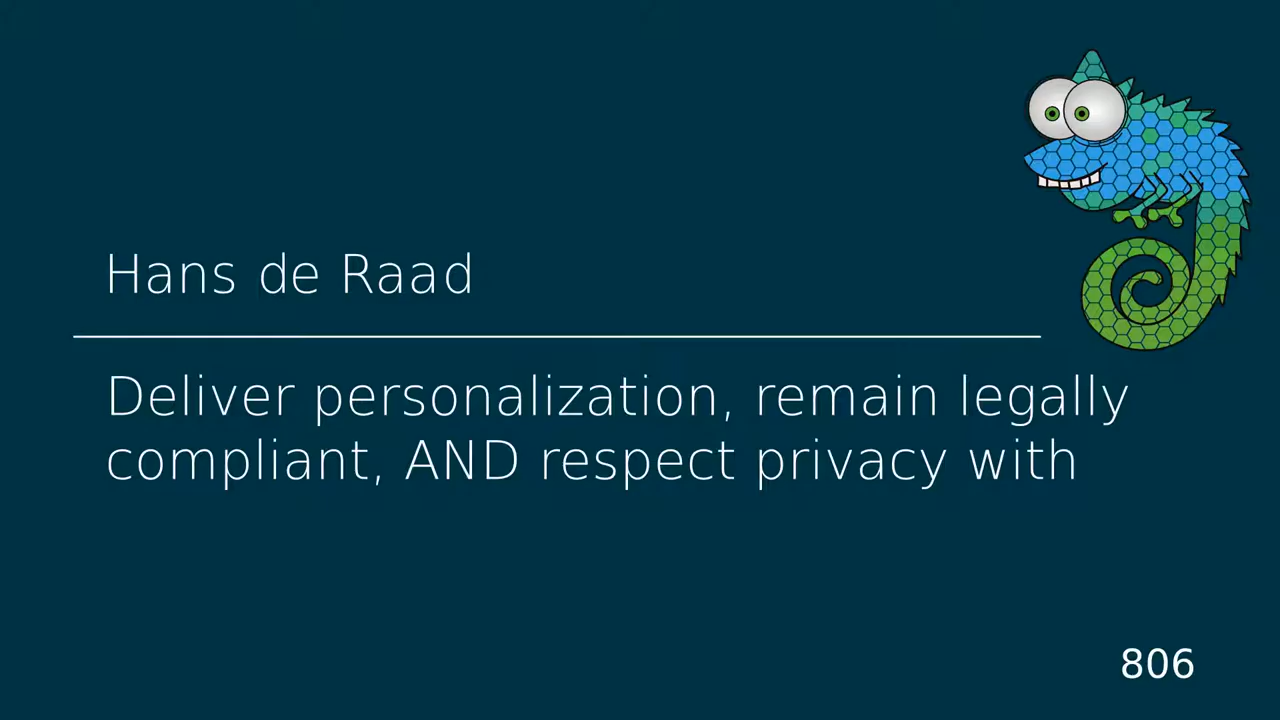 Hans de Raad
Deliver personalization, remain legally
compliant, AND respect privacy with
806